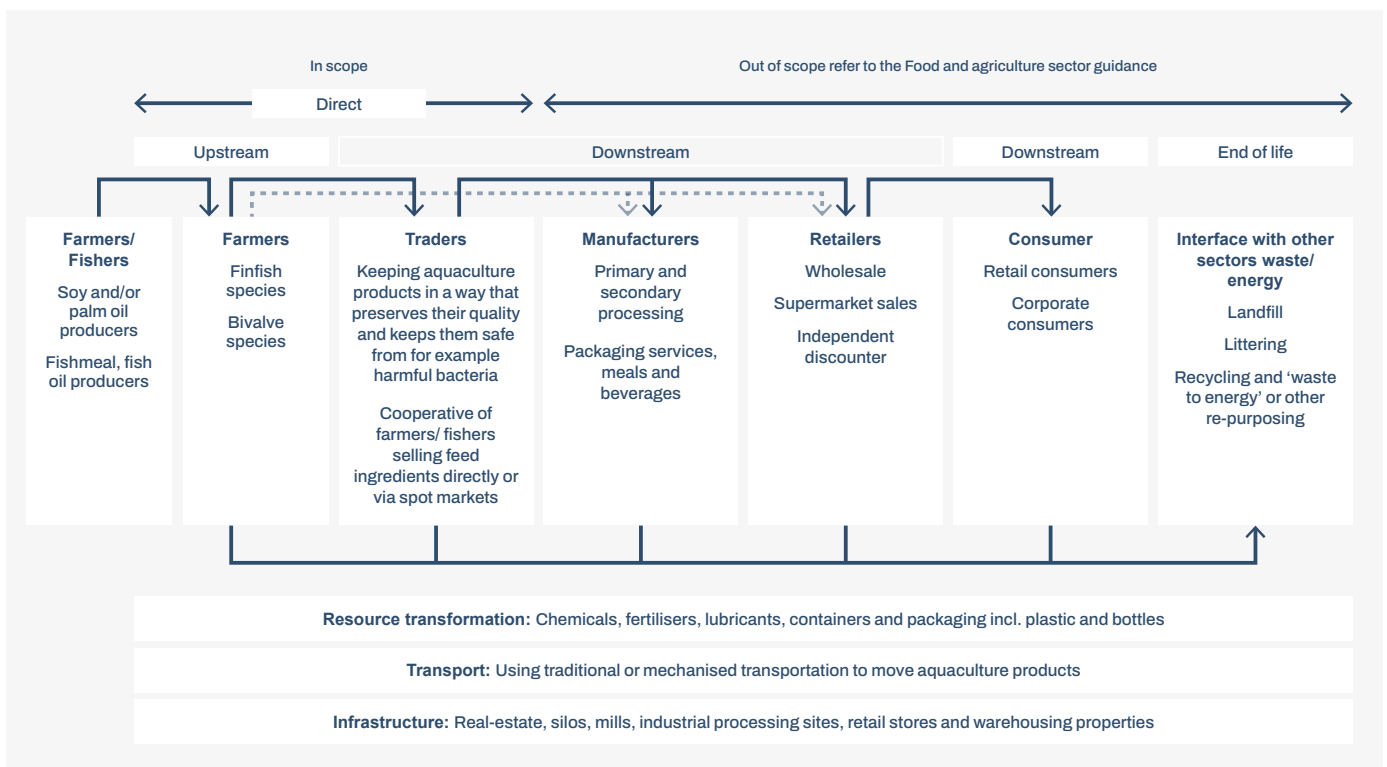 In scope
Out of scope refer to the Food and agriculture sector guidance
Direct
Upstream
Downstream
Downstream
End of life
Farmers/
Fishers
Soy and/or
palm oil
producers
Fishmeal, fish
oil producers
Farmers
Finfish
species
Bivalve
species
Traders
Keeping aquaculture
products in a way that
preserves their quality
and keeps them safe
from for example
harmful bacteria
Cooperative of
farmers/ fishers
selling feed
ingredients directly or
via spot markets
Manufacturers
Primary and
secondary
processing
Packaging services,
meals and
beverages
Retailers
Wholesale
Supermarket sales
Independent
discounter
Consumer
Retail consumers
Corporate
consumers
Interface with other
sectors waste/
energy
Landfill
Littering
Recycling and ‘waste
to energy’ or other
re-purposing
Resource transformation: Chemicals, fertilisers, lubricants, containers and packaging incl. plastic and bottles
Transport: Using traditional or mechanised transportation to move aquaculture products
Infrastructure: Real-estate, silos, mills, industrial processing sites, retail stores and warehousing properties